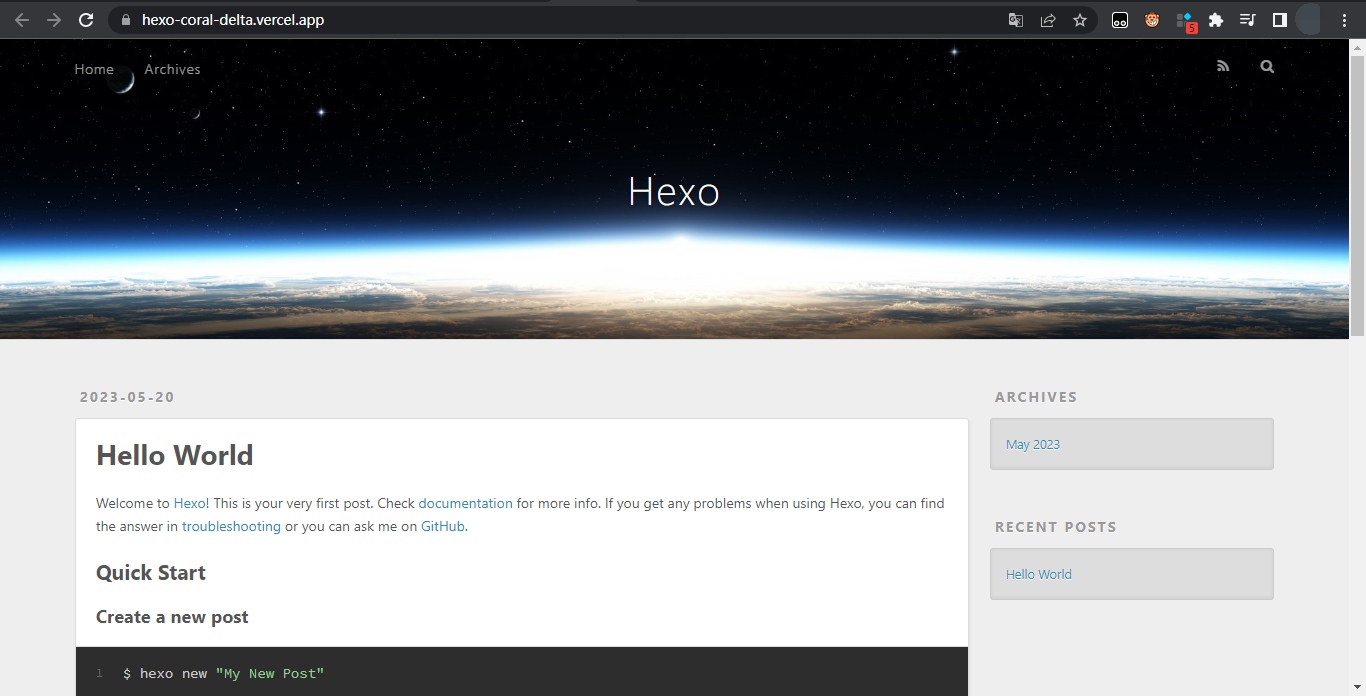 hexo-coral-delta.vercel.app
5
Home Archives
Hexo
2023-05-20
Hello World
Welcome to Hexo! This is your very first post. Check documentation for more info. If you get any problems when using Hexo, you can find
the answer in troubleshooting or you can ask me on GitHub.
Quick Start
Create a new post
1 $ hexo new "My New Post"
ARCHIVES
May 2023
RECENT POSTS
Hello World